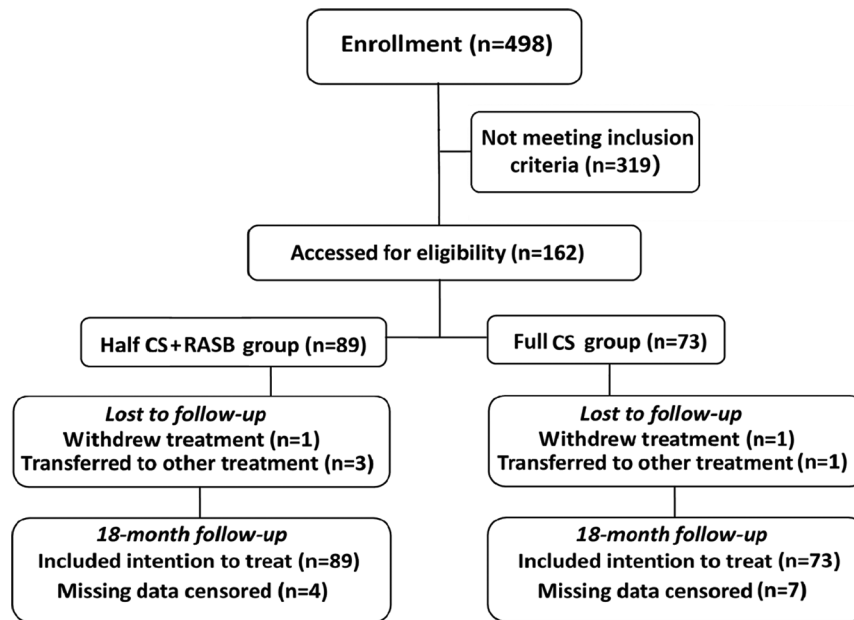 Enrollment (n=498)
Not meeting inclusion
criteria (n=319)
Accessed for eligibility (n=162)
Half CS+RASB group (n=89)
Full CS group (n=73)
Lost to follow-up
Withdrew treatment (n=1)
Transferred to other treatment (n=3)
Lost to follow-up
Withdrew treatment (n=1)
Transferred to other treatment (n=1)
18-month follow-up
Included intention to treat (n=89)
Missing data censored (n=4)
18-month follow-up
Included intention to treat (n=73)
Missing data censored (n=7)